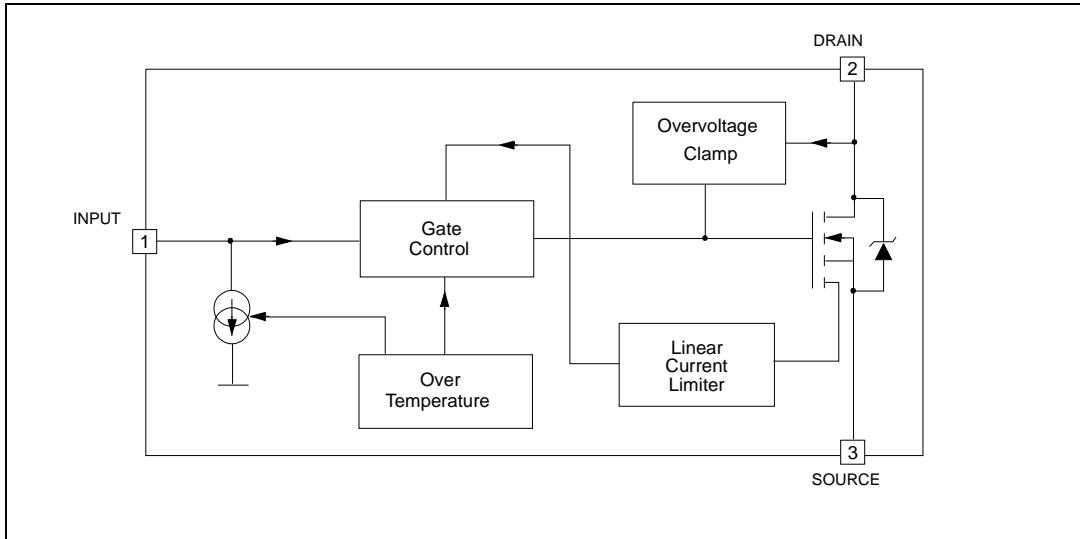 DRAIN
2
Overvoltage
Clamp
INPUT
1
Gate
Control
Linear
Current
Limiter
Over
Temperature
3
SOURCE